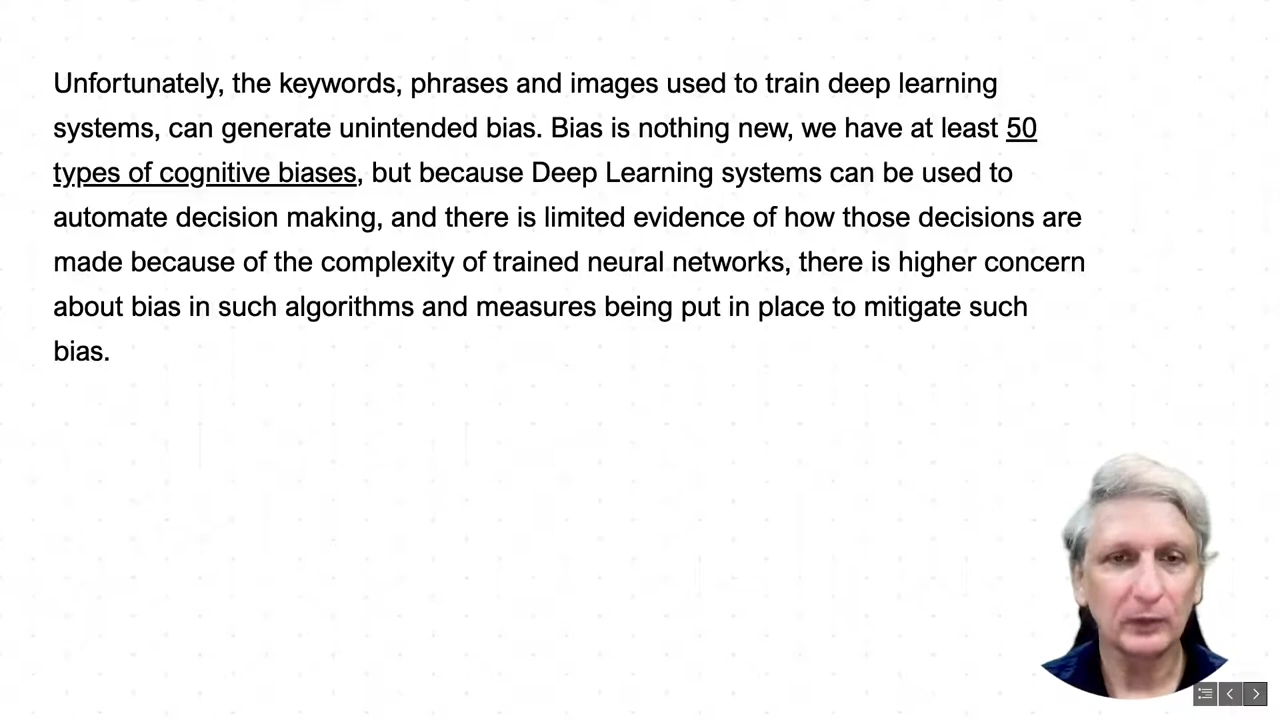 Unfortunately, the keywords, phrases and images used to train deep learning
systems, can generate unintended bias. Bias is nothing new, we have at least 50
types of cognitive biases, but because Deep Learning systems can be used to
automate decision making, and there is limited evidence of how those decisions are
made because of the complexity of trained neural networks, there is higher concern
about bias in such algorithms and measures being put in place to mitigate such
bias.